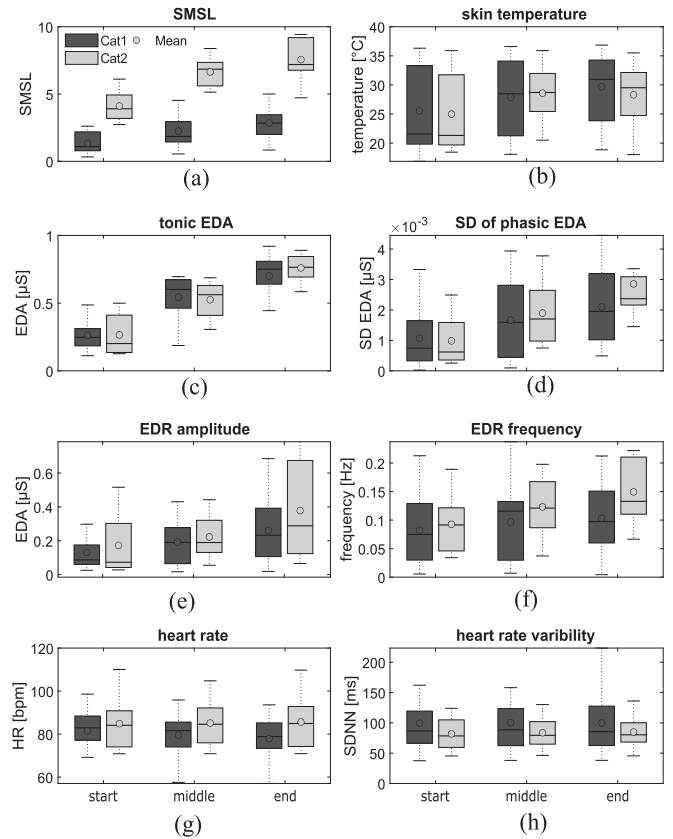 SMSL
skin temperature
10
5
0
SMSL
Cat1
Mean
Cat2
40
35
30
25
20
temperature [°C]
(a)
(b)
tonic EDA
SD of phasic EDA
1
0.5
0
EDA [µS]
×10⁻³
4
3
2
1
0
SD EDA [µS]
(c)
(d)
EDR amplitude
EDR frequency
0.6
0.4
0.2
0
EDA [µS]
0.2
0.15
0.1
0.05
0
frequency [Hz]
(e)
(f)
heart rate
heart rate varibility
120
100
80
60
HR [bpm]
200
150
100
50
0
SDNN [ms]
start middle end
start middle end
(g)
(h)